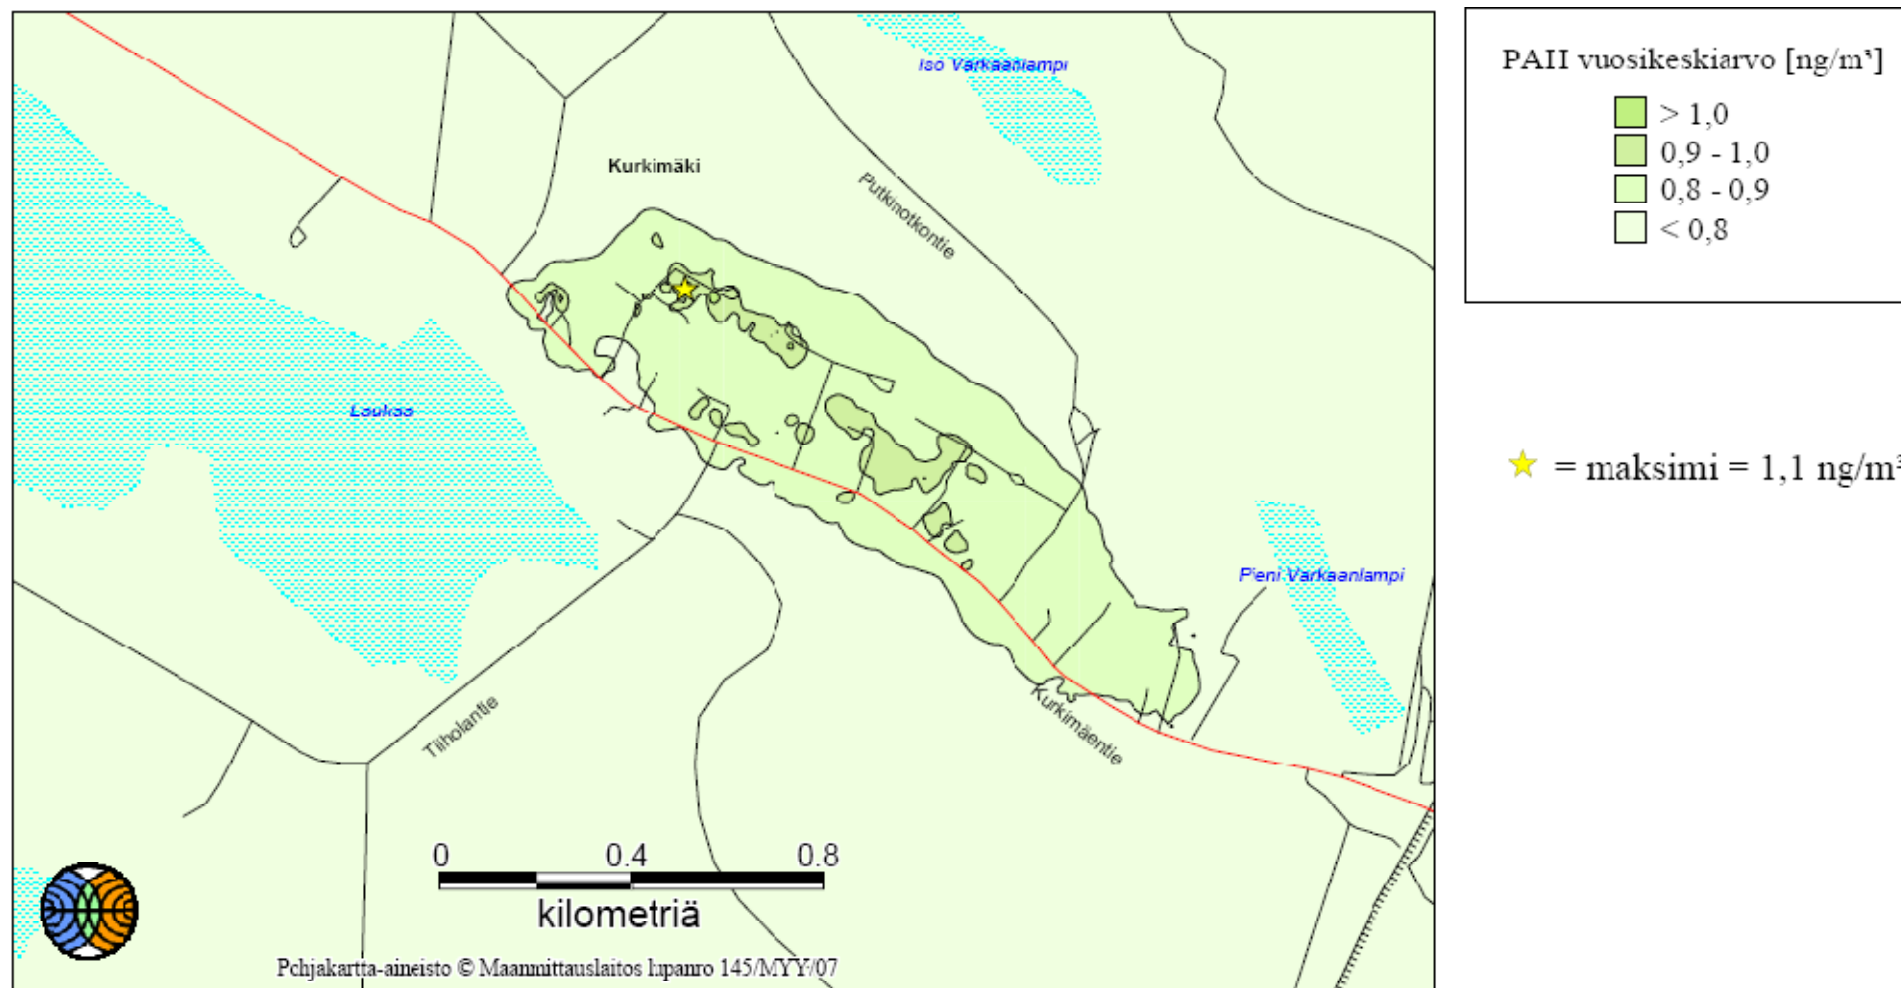 Iso Varkaanlampi
Kurkimäki
Putkinotkontie
Laukaa
Pieni Varkaanlampi
Kurkimäentie
Tiiholantie
0 0.4 0.8
kilometriä
Pohjakartta-aineisto © Maanmittauslaitos lupanro 145/MYY/07
PAH vuosikeskiarvo [ng/m³]
> 1,0
0,9 - 1,0
0,8 - 0,9
< 0,8
= maksimi = 1,1 ng/m³